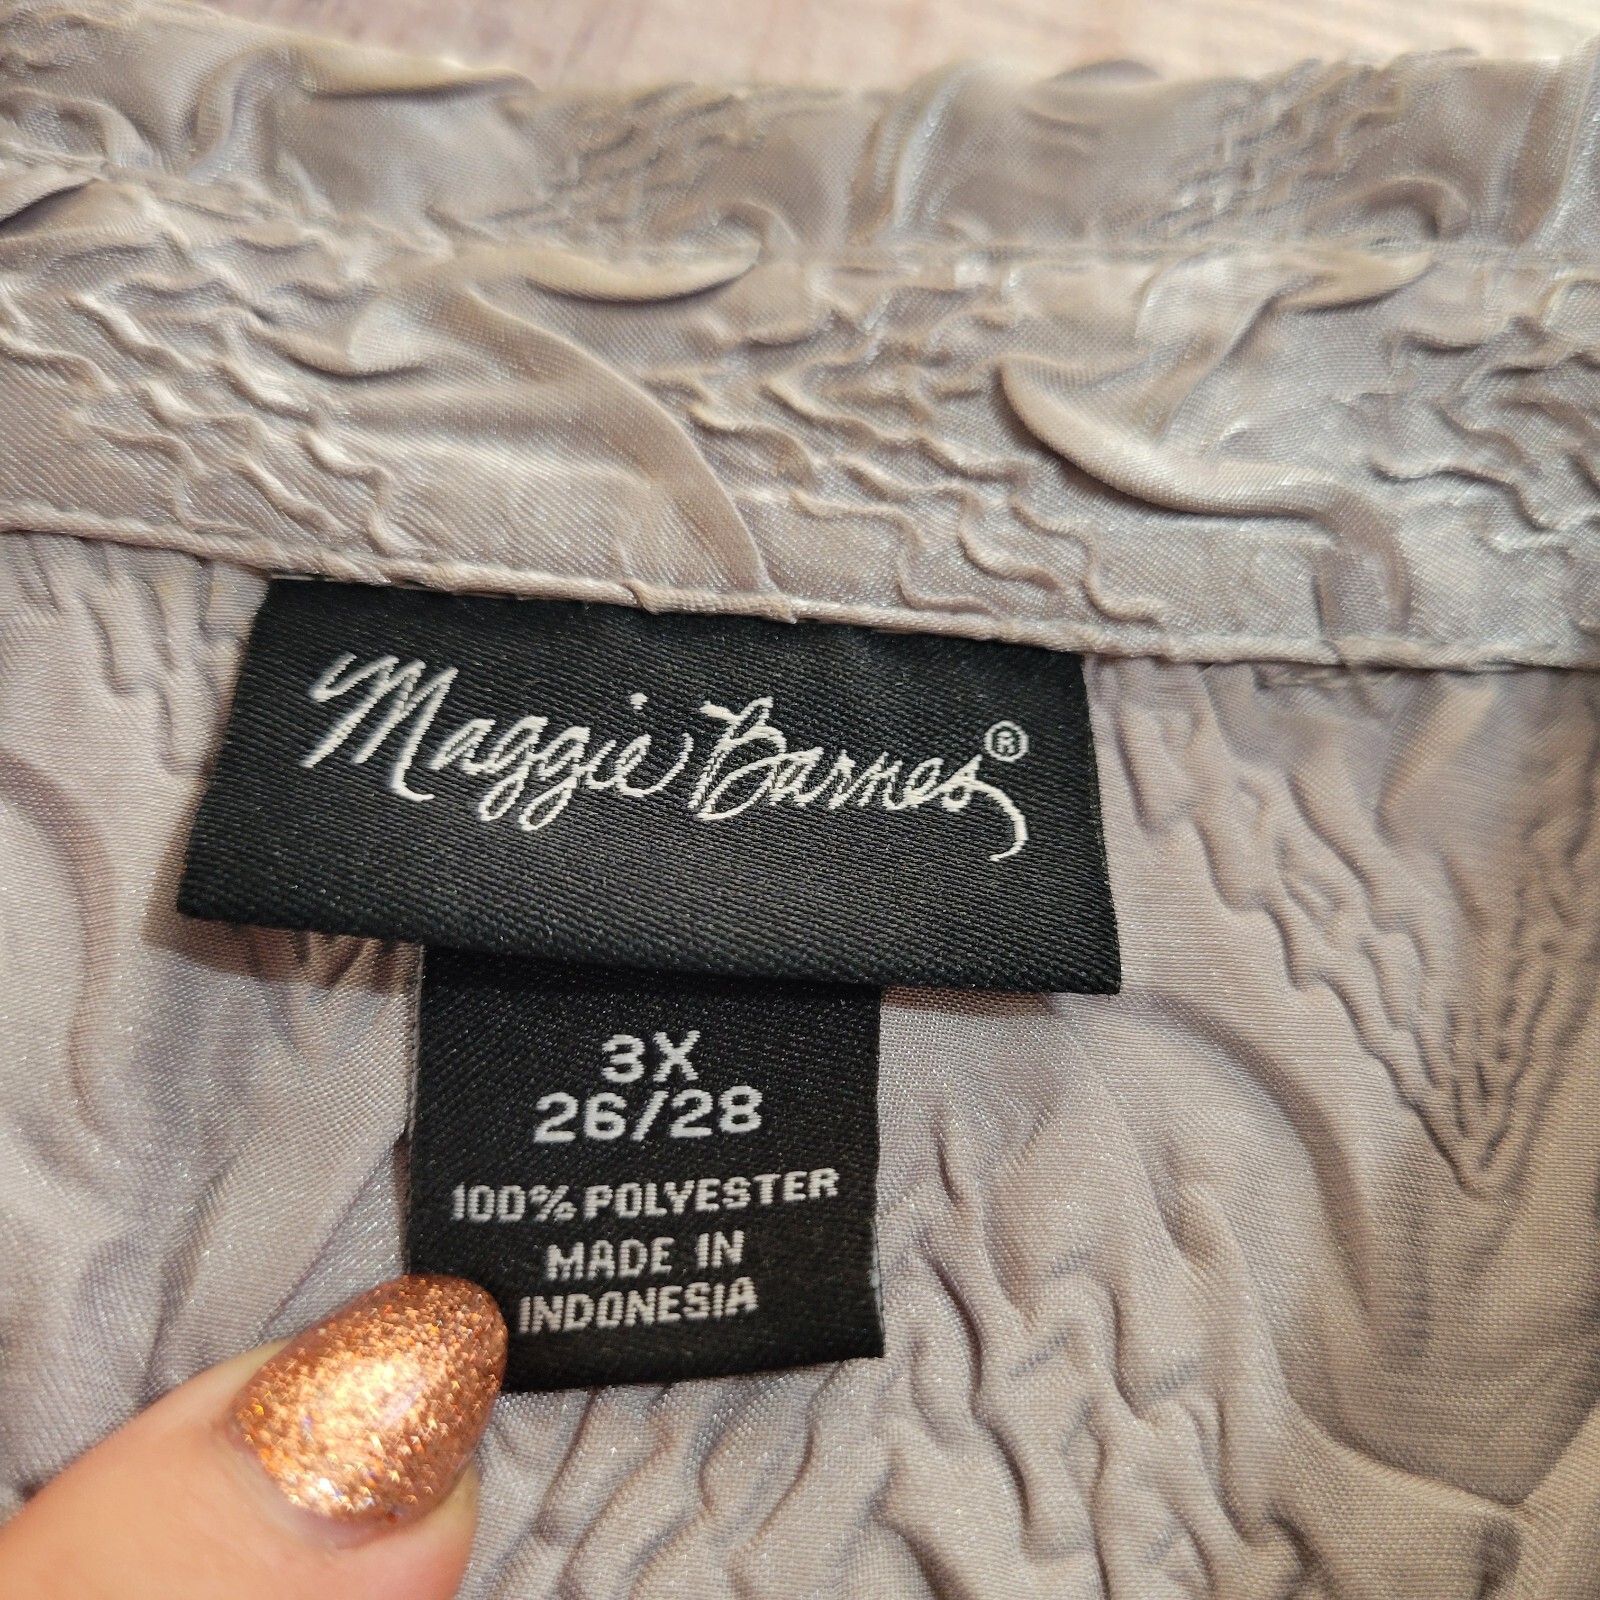 Maggie Barnes®
3X
26/28
100% POLYESTER
MADE IN
INDONESIA